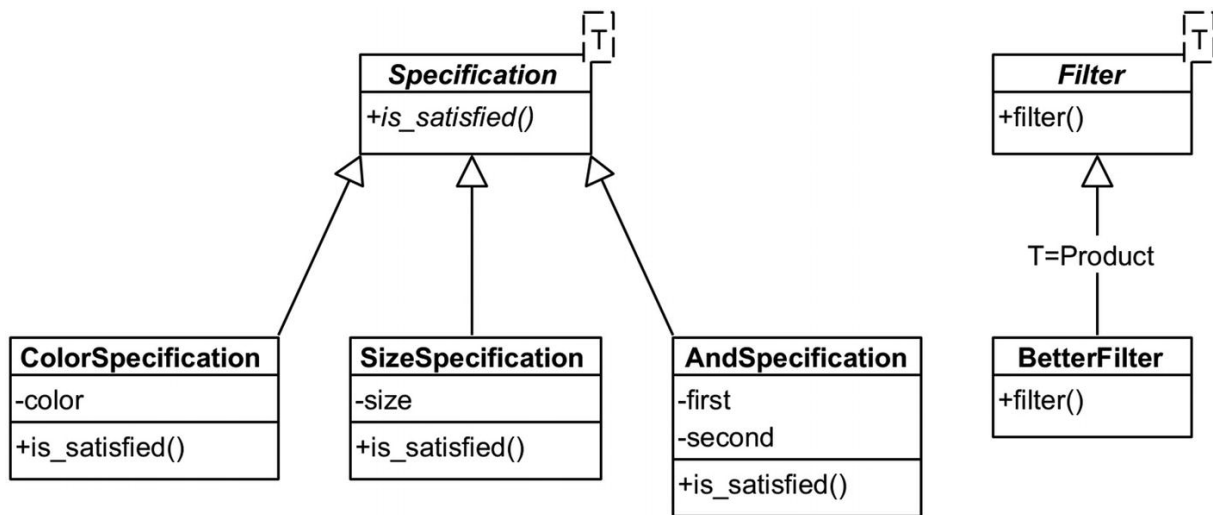 T
Specification
+is_satisfied()
T
Filter
+filter()
T=Product
ColorSpecification
-color
+is_satisfied()
SizeSpecification
-size
+is_satisfied()
AndSpecification
-first
-second
+is_satisfied()
BetterFilter
+filter()